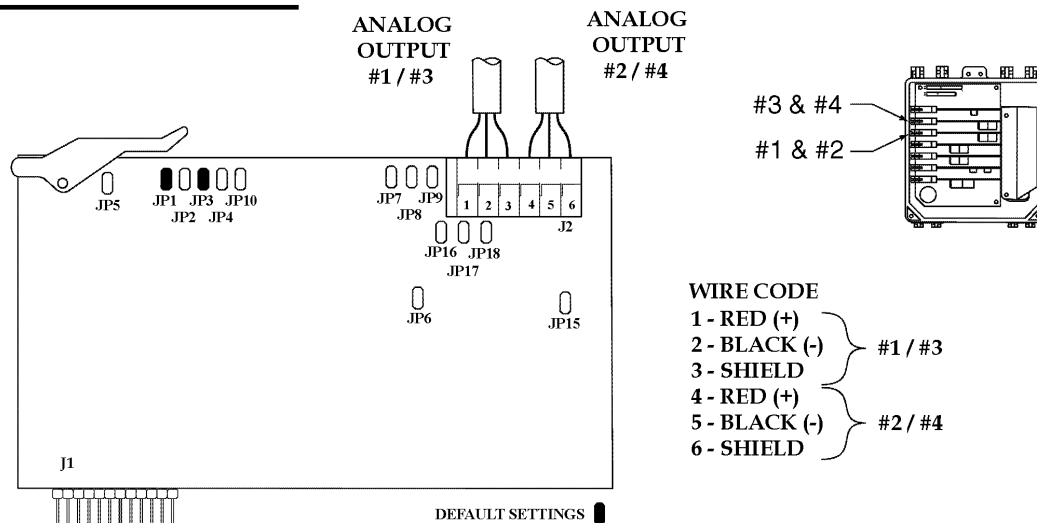 ANALOG
OUTPUT
#1 / #3
ANALOG
OUTPUT
#2 / #4
#3 & #4
#1 & #2
JP5
JP1
JP2
JP3
JP4
JP10
JP7
JP8
JP9
1 2 3 4 5 6
J2
JP16
JP17
JP18
JP6
JP15
WIRE CODE
1 - RED (+)
2 - BLACK (-)
3 - SHIELD
#1 / #3
4 - RED (+)
5 - BLACK (-)
6 - SHIELD
#2 / #4
J1
DEFAULT SETTINGS